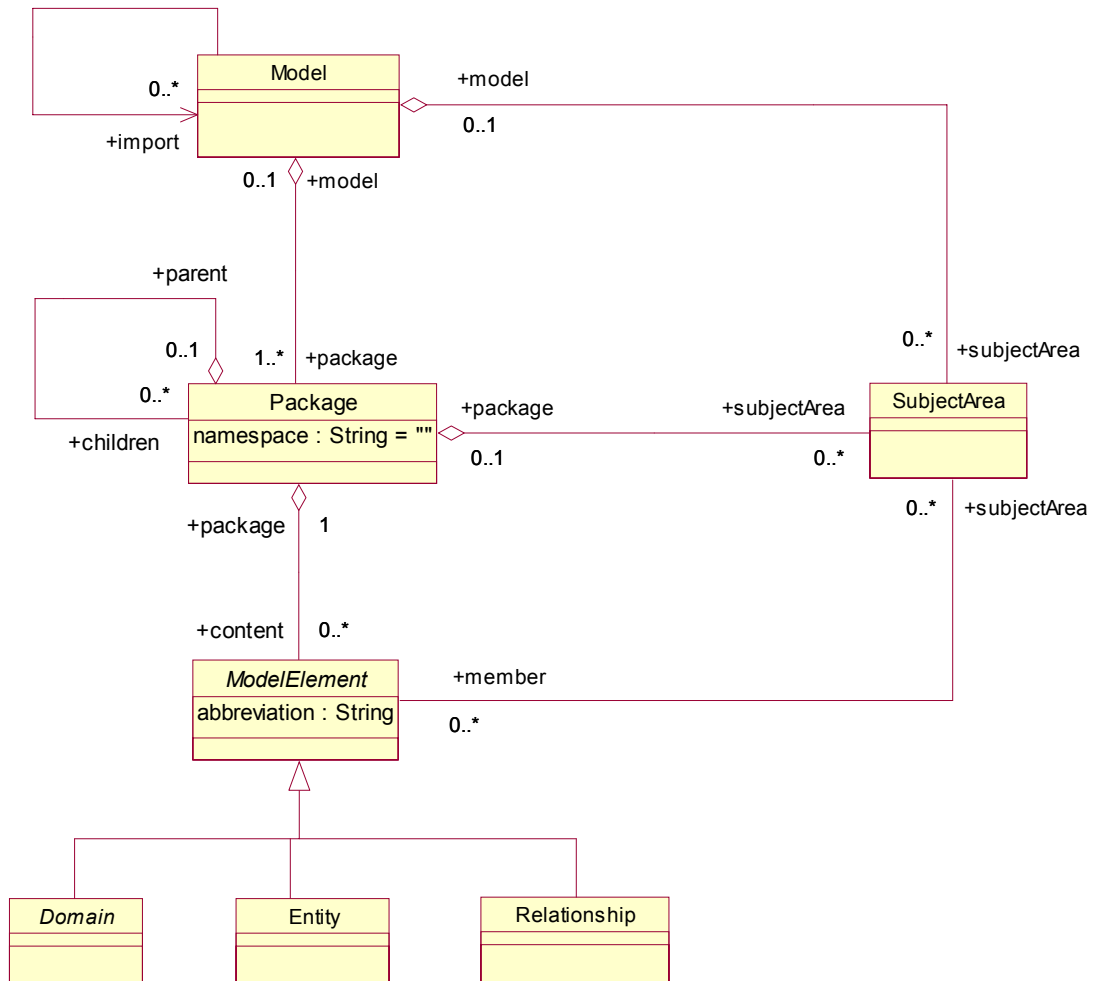 Model
+model
0..*
0..1
+import
0..1
+model
+parent
0..1
1..*
+package
0..*
+subjectArea
0..*
Package
+package
+subjectArea
SubjectArea
namespace : String = ""
+children
0..1
0..*
+package
1
0..*
+subjectArea
+content
0..*
ModelElement
+member
abbreviation : String
0..*
Domain
Entity
Relationship